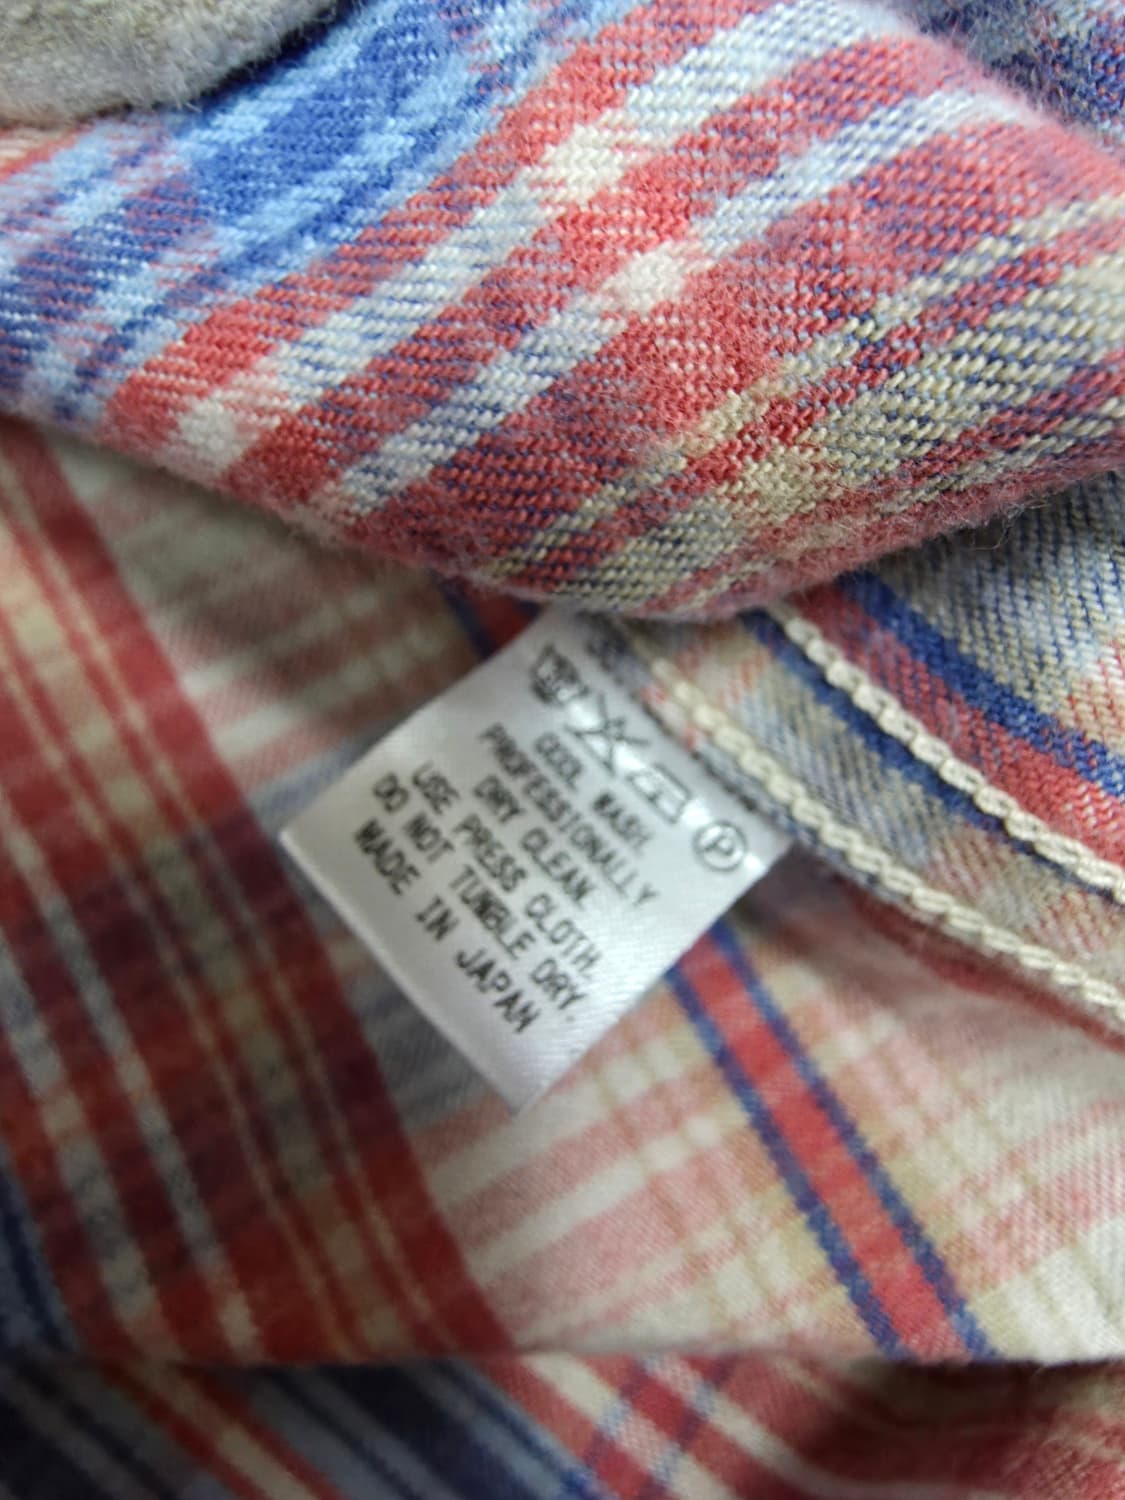 COOL WASH.
PROFESSIONALLY
DRY CLEAN.
USE PRESS CLOTH.
DO NOT TUMBLE DRY.
MADE IN JAPAN
P